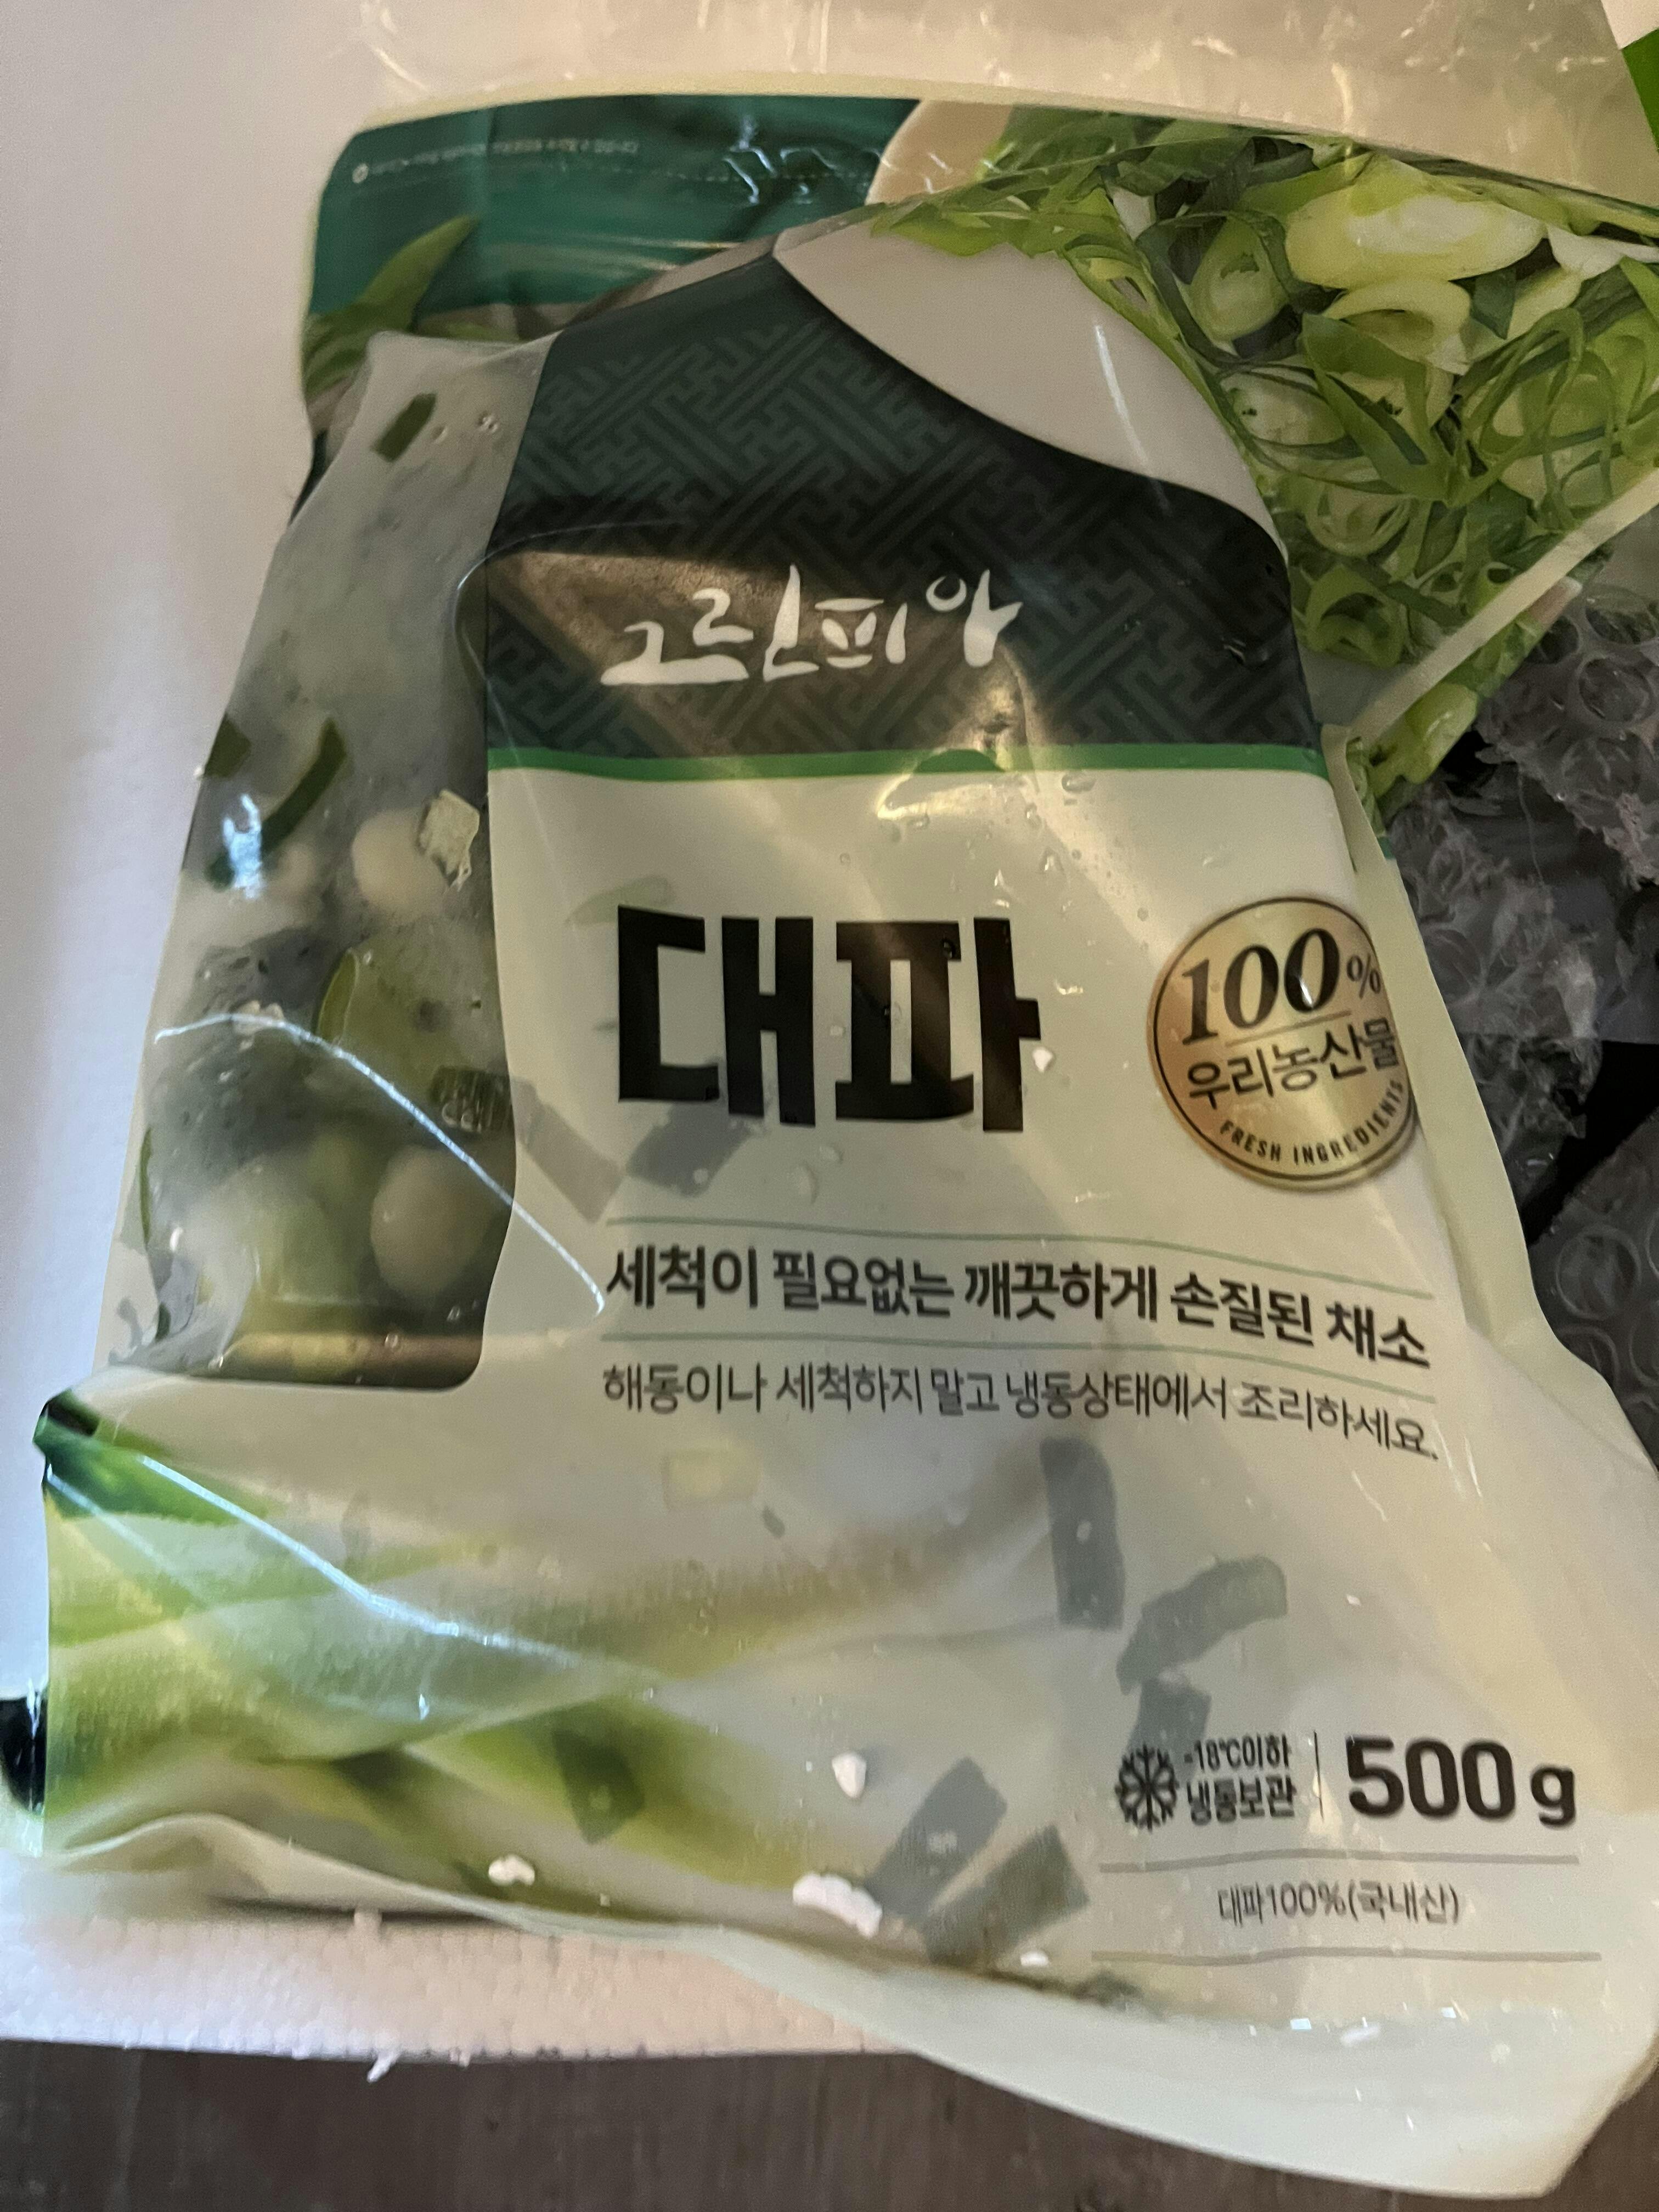 그린피아
대파
100%
우리농산물
FRESH INGREDIENTS
세척이 필요없는 깨끗하게 손질된 채소
해동이나 세척하지 말고 냉동상태에서 조리하세요.
-18℃이하
냉동보관
500g
대파100%(국내산)